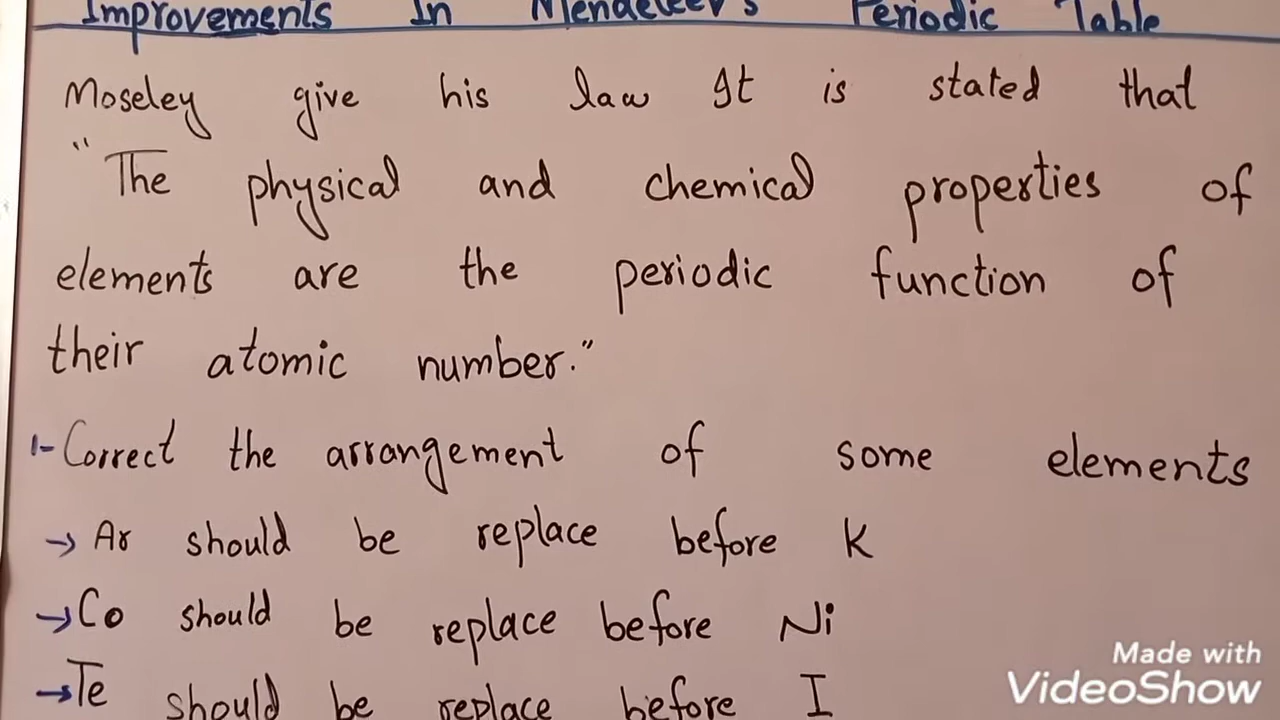 Improvements In Mendeleev's Periodic Table
Moseley give his law It is stated that
"The physical and chemical properties of
elements are the periodic function of
their atomic number."
1- Correct the arrangement of some elements
→ Ar should be replace before K
→ Co should be replace before Ni
→ Te should be replace before I
Made with
VideoShow